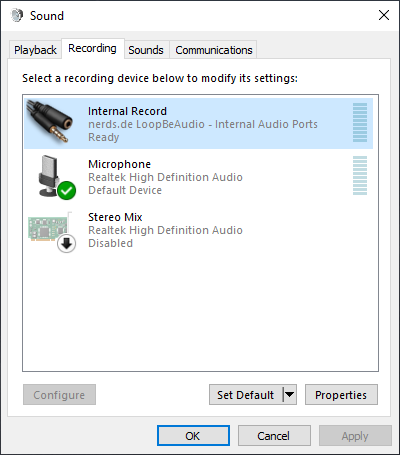 Sound
Playback Recording Sounds Communications
Select a recording device below to modify its settings:
Internal Record
nerds.de LoopBeAudio - Internal Audio Ports
Ready
Microphone
Realtek High Definition Audio
Default Device
Stereo Mix
Realtek High Definition Audio
Disabled
Configure Set Default Properties
OK Cancel Apply